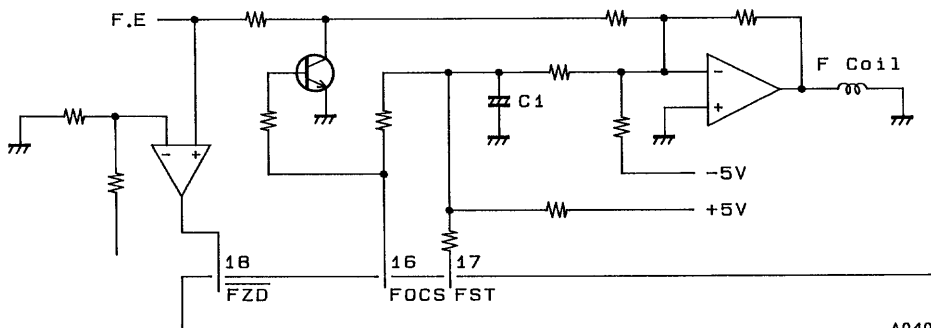 F.E
F Coil
C1
-
+
- +
-5V
+5V
18 16 17
FZD FOCS FST